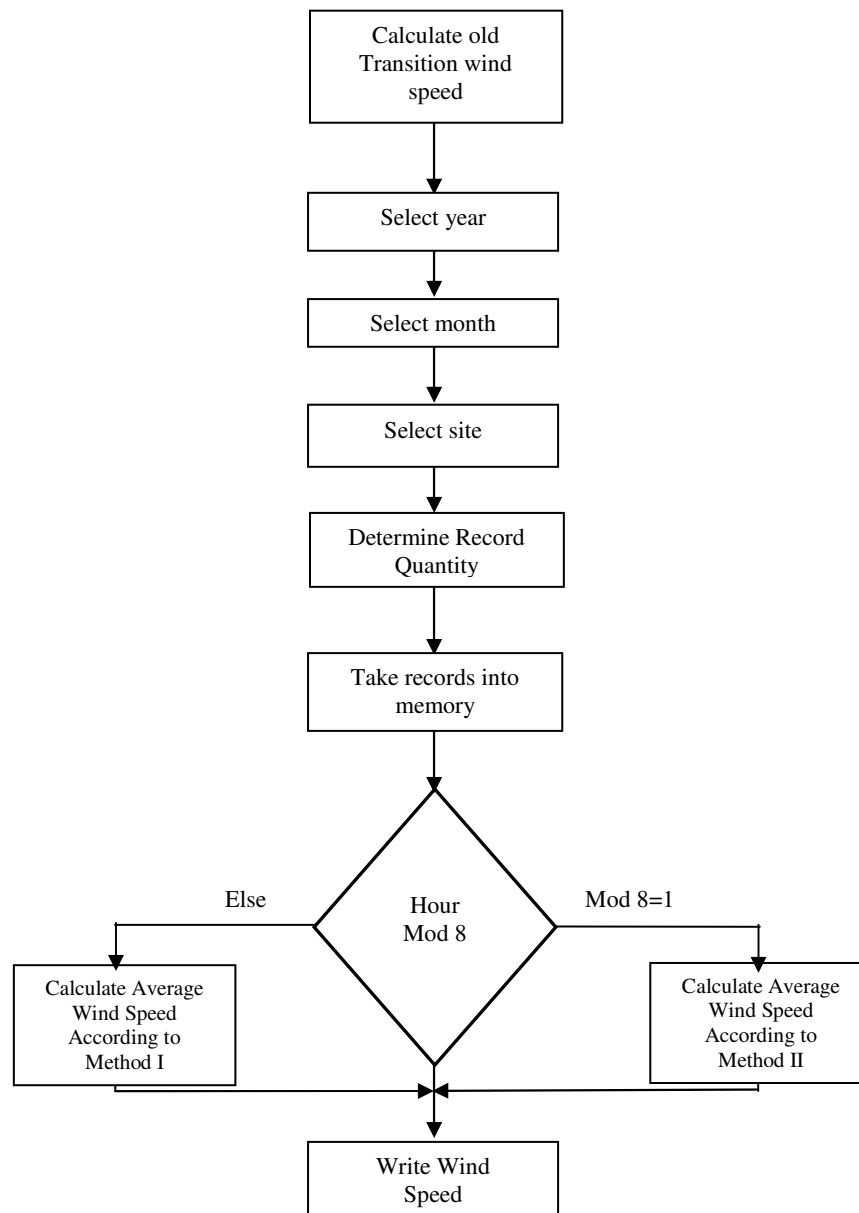 Calculate old
Transition wind
speed
Select year
Select month
Select site
Determine Record
Quantity
Take records into
memory
Else
Hour
Mod 8
Mod 8=1
Calculate Average
Wind Speed
According to
Method I
Calculate Average
Wind Speed
According to
Method II
Write Wind
Speed